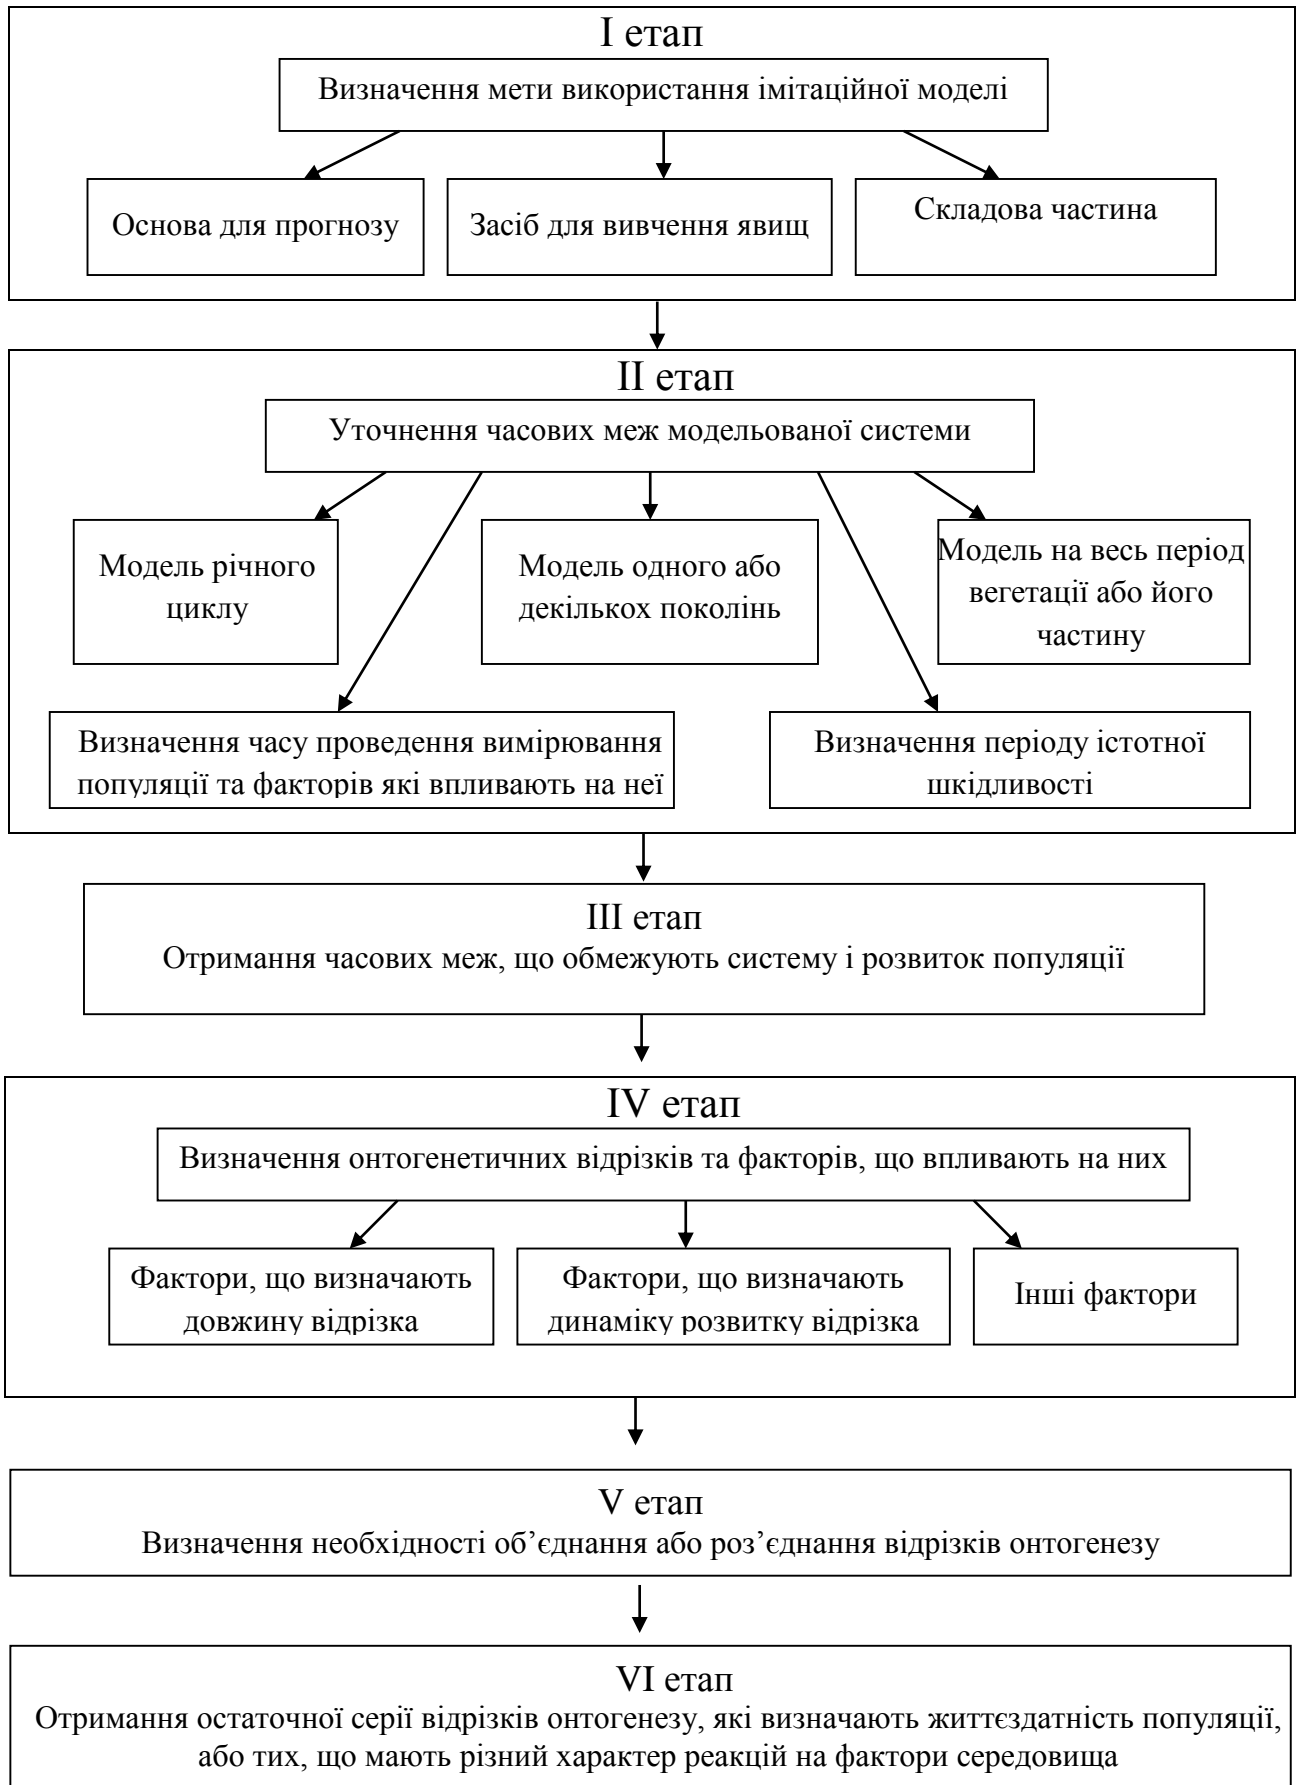 I етап
Визначення мети використання імітаційної моделі
Основа для прогнозу
Засіб для вивчення явищ
Складова частина
II етап
Уточнення часових меж модельованої системи
Модель річного
циклу
Модель одного або
декількох поколінь
Модель на весь період
вегетації або його
частину
Визначення часу проведення вимірювання
популяції та факторів які впливають на неї
Визначення періоду істотної
шкідливості
III етап
Отримання часових меж, що обмежують систему і розвиток популяції
IV етап
Визначення онтогенетичних відрізків та факторів, що впливають на них
Фактори, що визначають
довжину відрізка
Фактори, що визначають
динаміку розвитку відрізка
Інші фактори
V етап
Визначення необхідності об’єднання або роз’єднання відрізків онтогенезу
VI етап
Отримання остаточної серії відрізків онтогенезу, які визначають життєздатність популяції,
або тих, що мають різний характер реакцій на фактори середовища